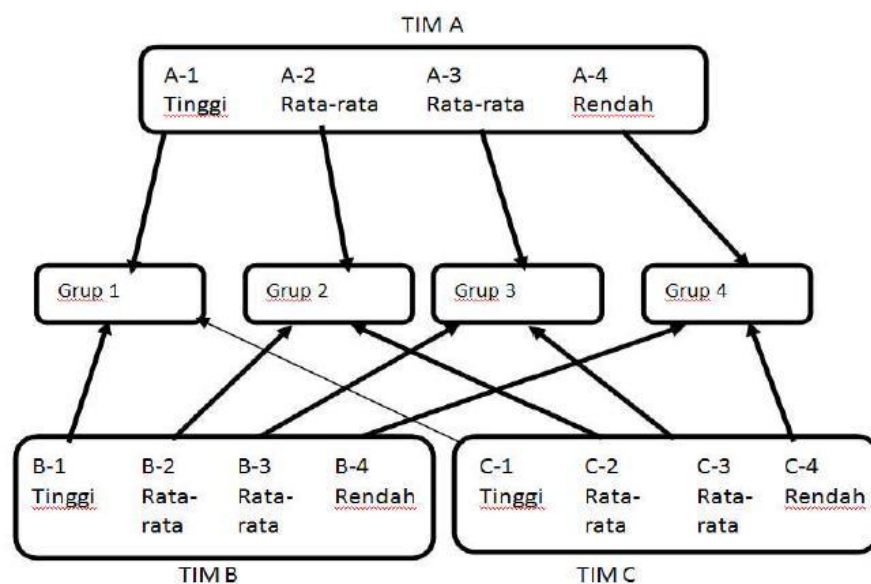 TIM A
A-1 A-2 A-3 A-4
Tinggi Rata-rata Rata-rata Rendah
Grup 1 Grup 2 Grup 3 Grup 4
B-1 B-2 B-3 B-4
Tinggi Rata- Rata- Rendah
rata rata
C-1 C-2 C-3 C-4
Tinggi Rata- Rata- Rendah
rata rata
TIM B TIM C